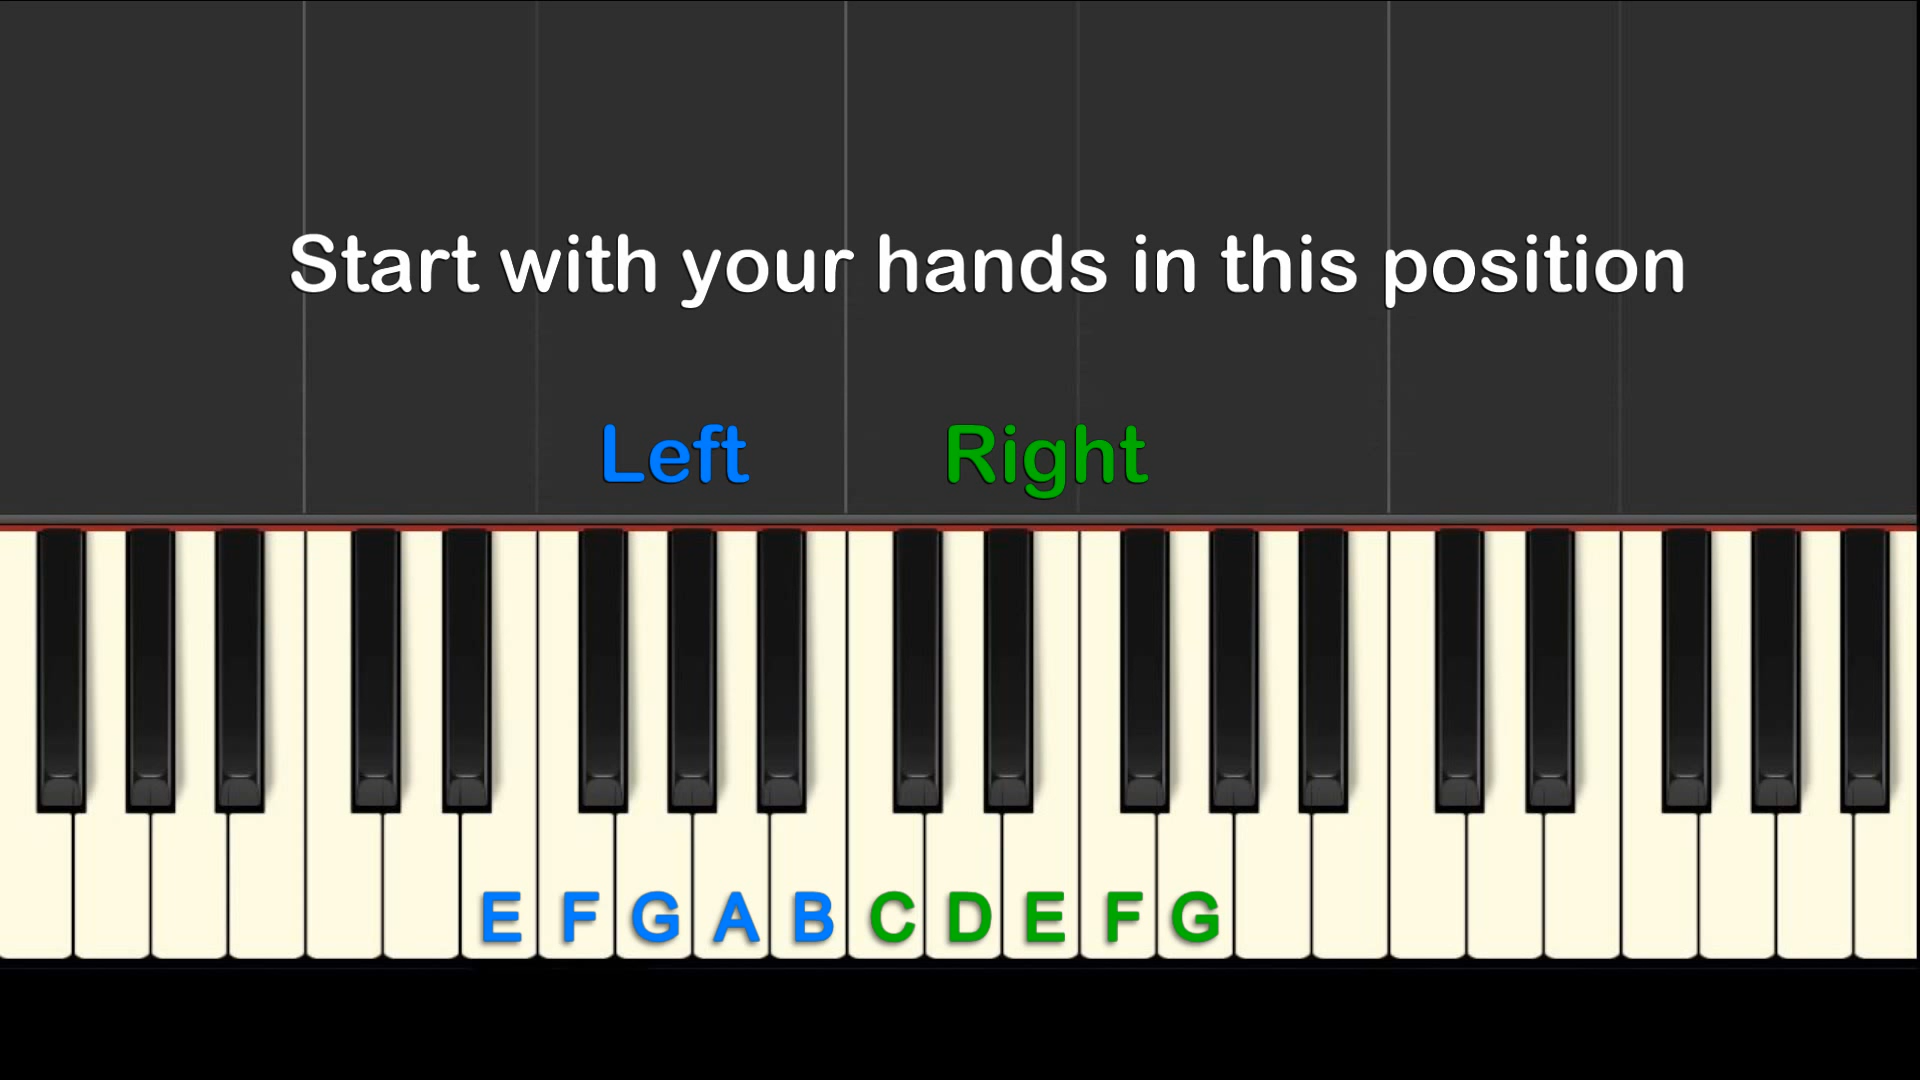 Start with your hands in this position
Left Right
E F G A B C D E F G